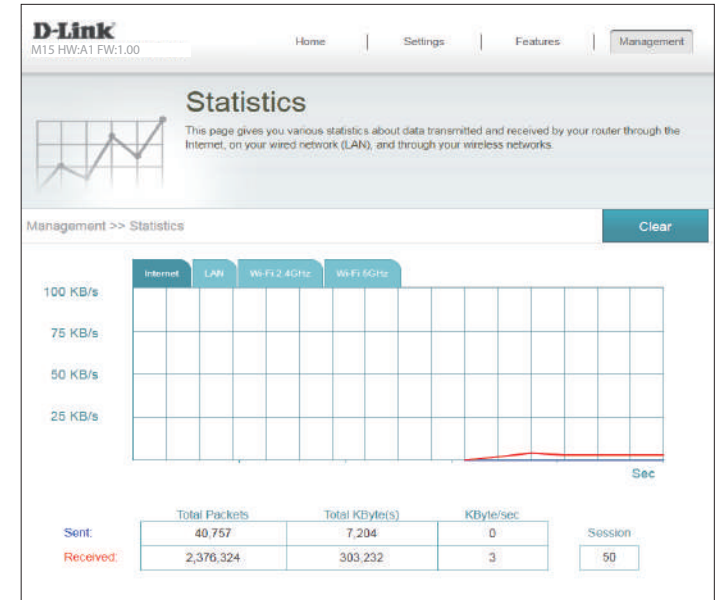 D-Link
M15 HW:A1 FW:1.00
Home | Settings | Features | Management
Statistics
This page gives you various statistics about data transmitted and received by your router through the
Internet, on your wired network (LAN), and through your wireless networks.
Management >> Statistics
Clear
Internet LAN Wi-Fi 2.4GHz Wi-Fi 5GHz
100 KB/s
75 KB/s
50 KB/s
25 KB/s
Sec
Total Packets Total KByte(s) KByte/sec
Sent: 40,757 7,204 0 Session
Received: 2,376,324 303,232 3 50